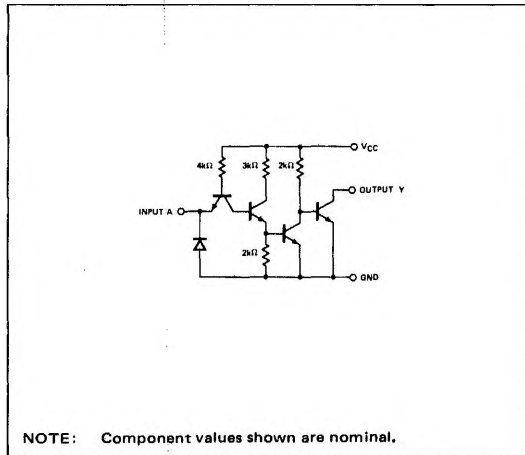 VCC
4kΩ 3kΩ 2kΩ
OUTPUT Y
INPUT A
2kΩ
GND
NOTE: Component values shown are nominal.